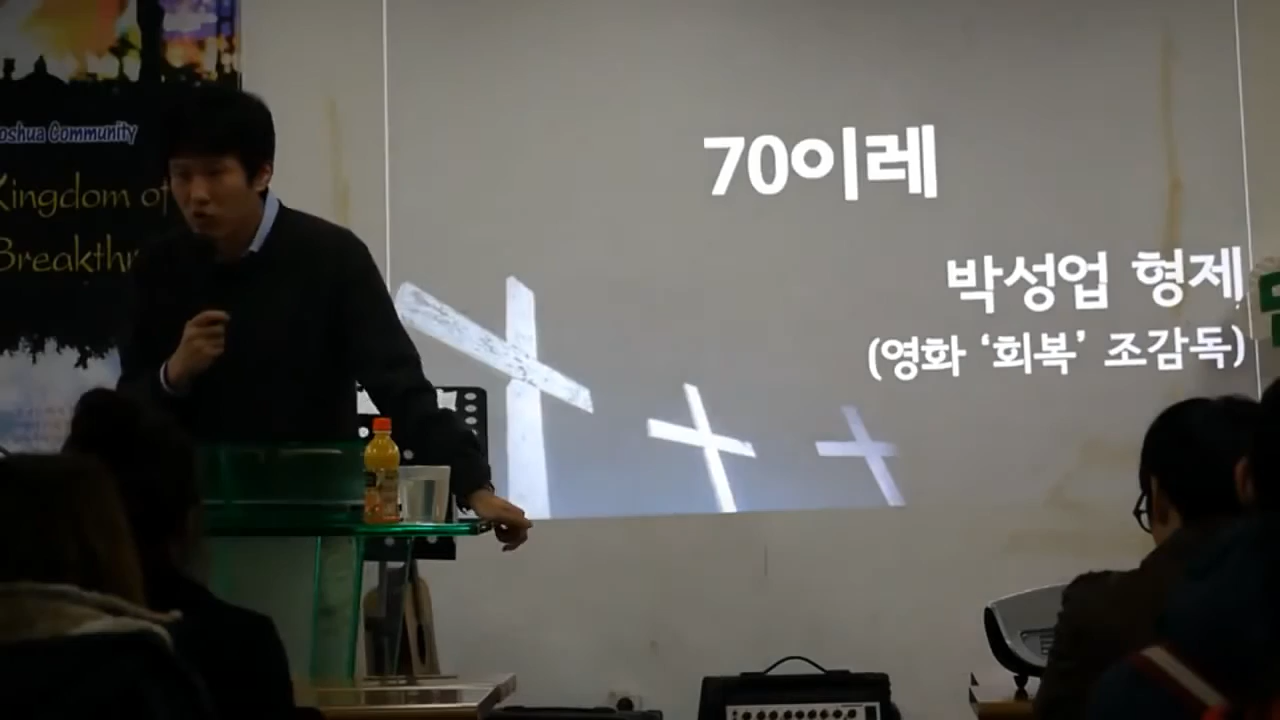 oshua Community
Kingdom of
Breakthr
70이레
박성업 형제
(영화 '회복' 조감독)